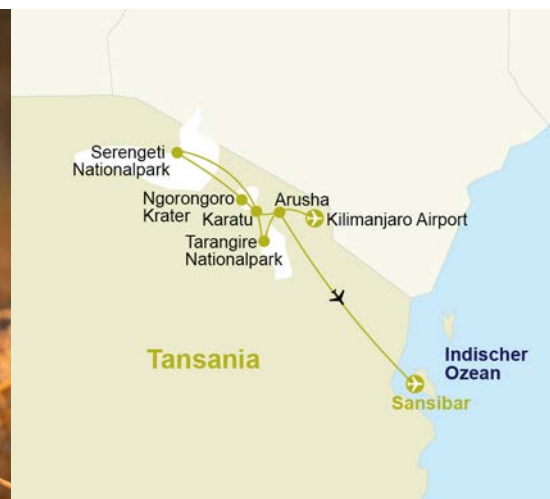 Serengeti
Nationalpark
Ngorongoro
Krater
Arusha
Karatu
Kilimanjaro Airport
Tarangire
Nationalpark
Tansania
Indischer
Ozean
Sansibar